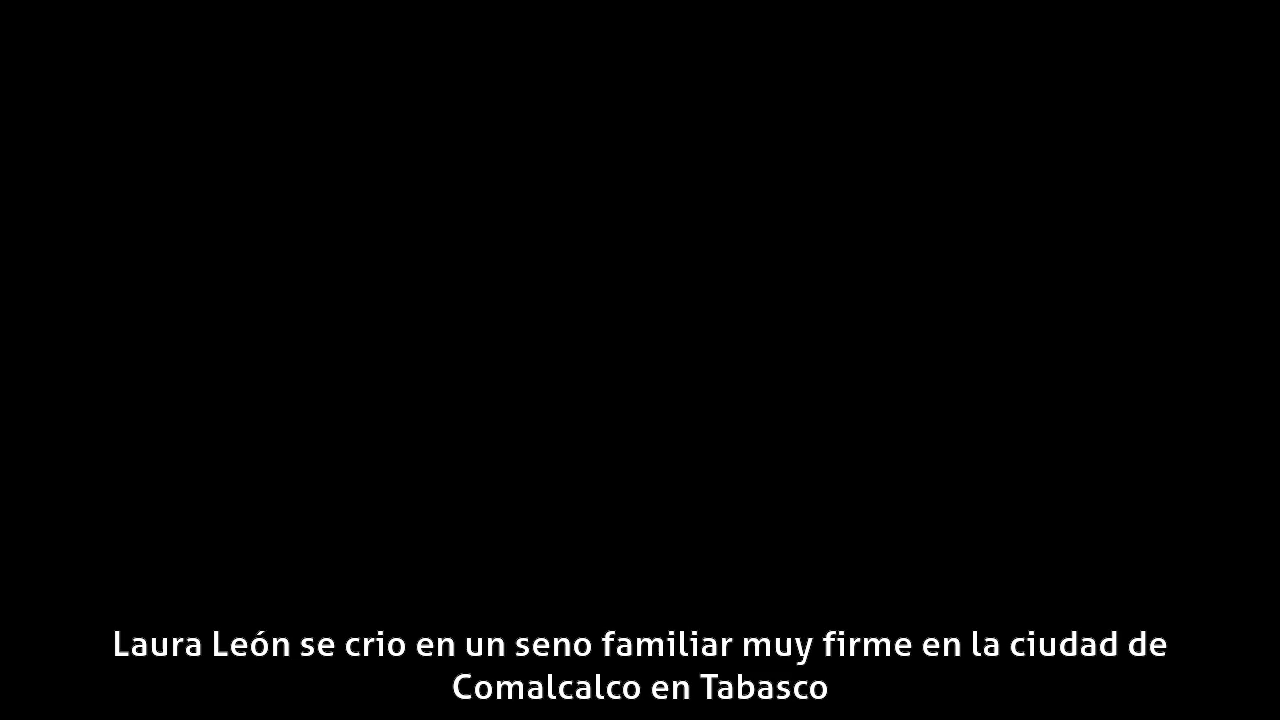 Laura León se crio en un seno familiar muy firme en la ciudad de
Comalcalco en Tabasco